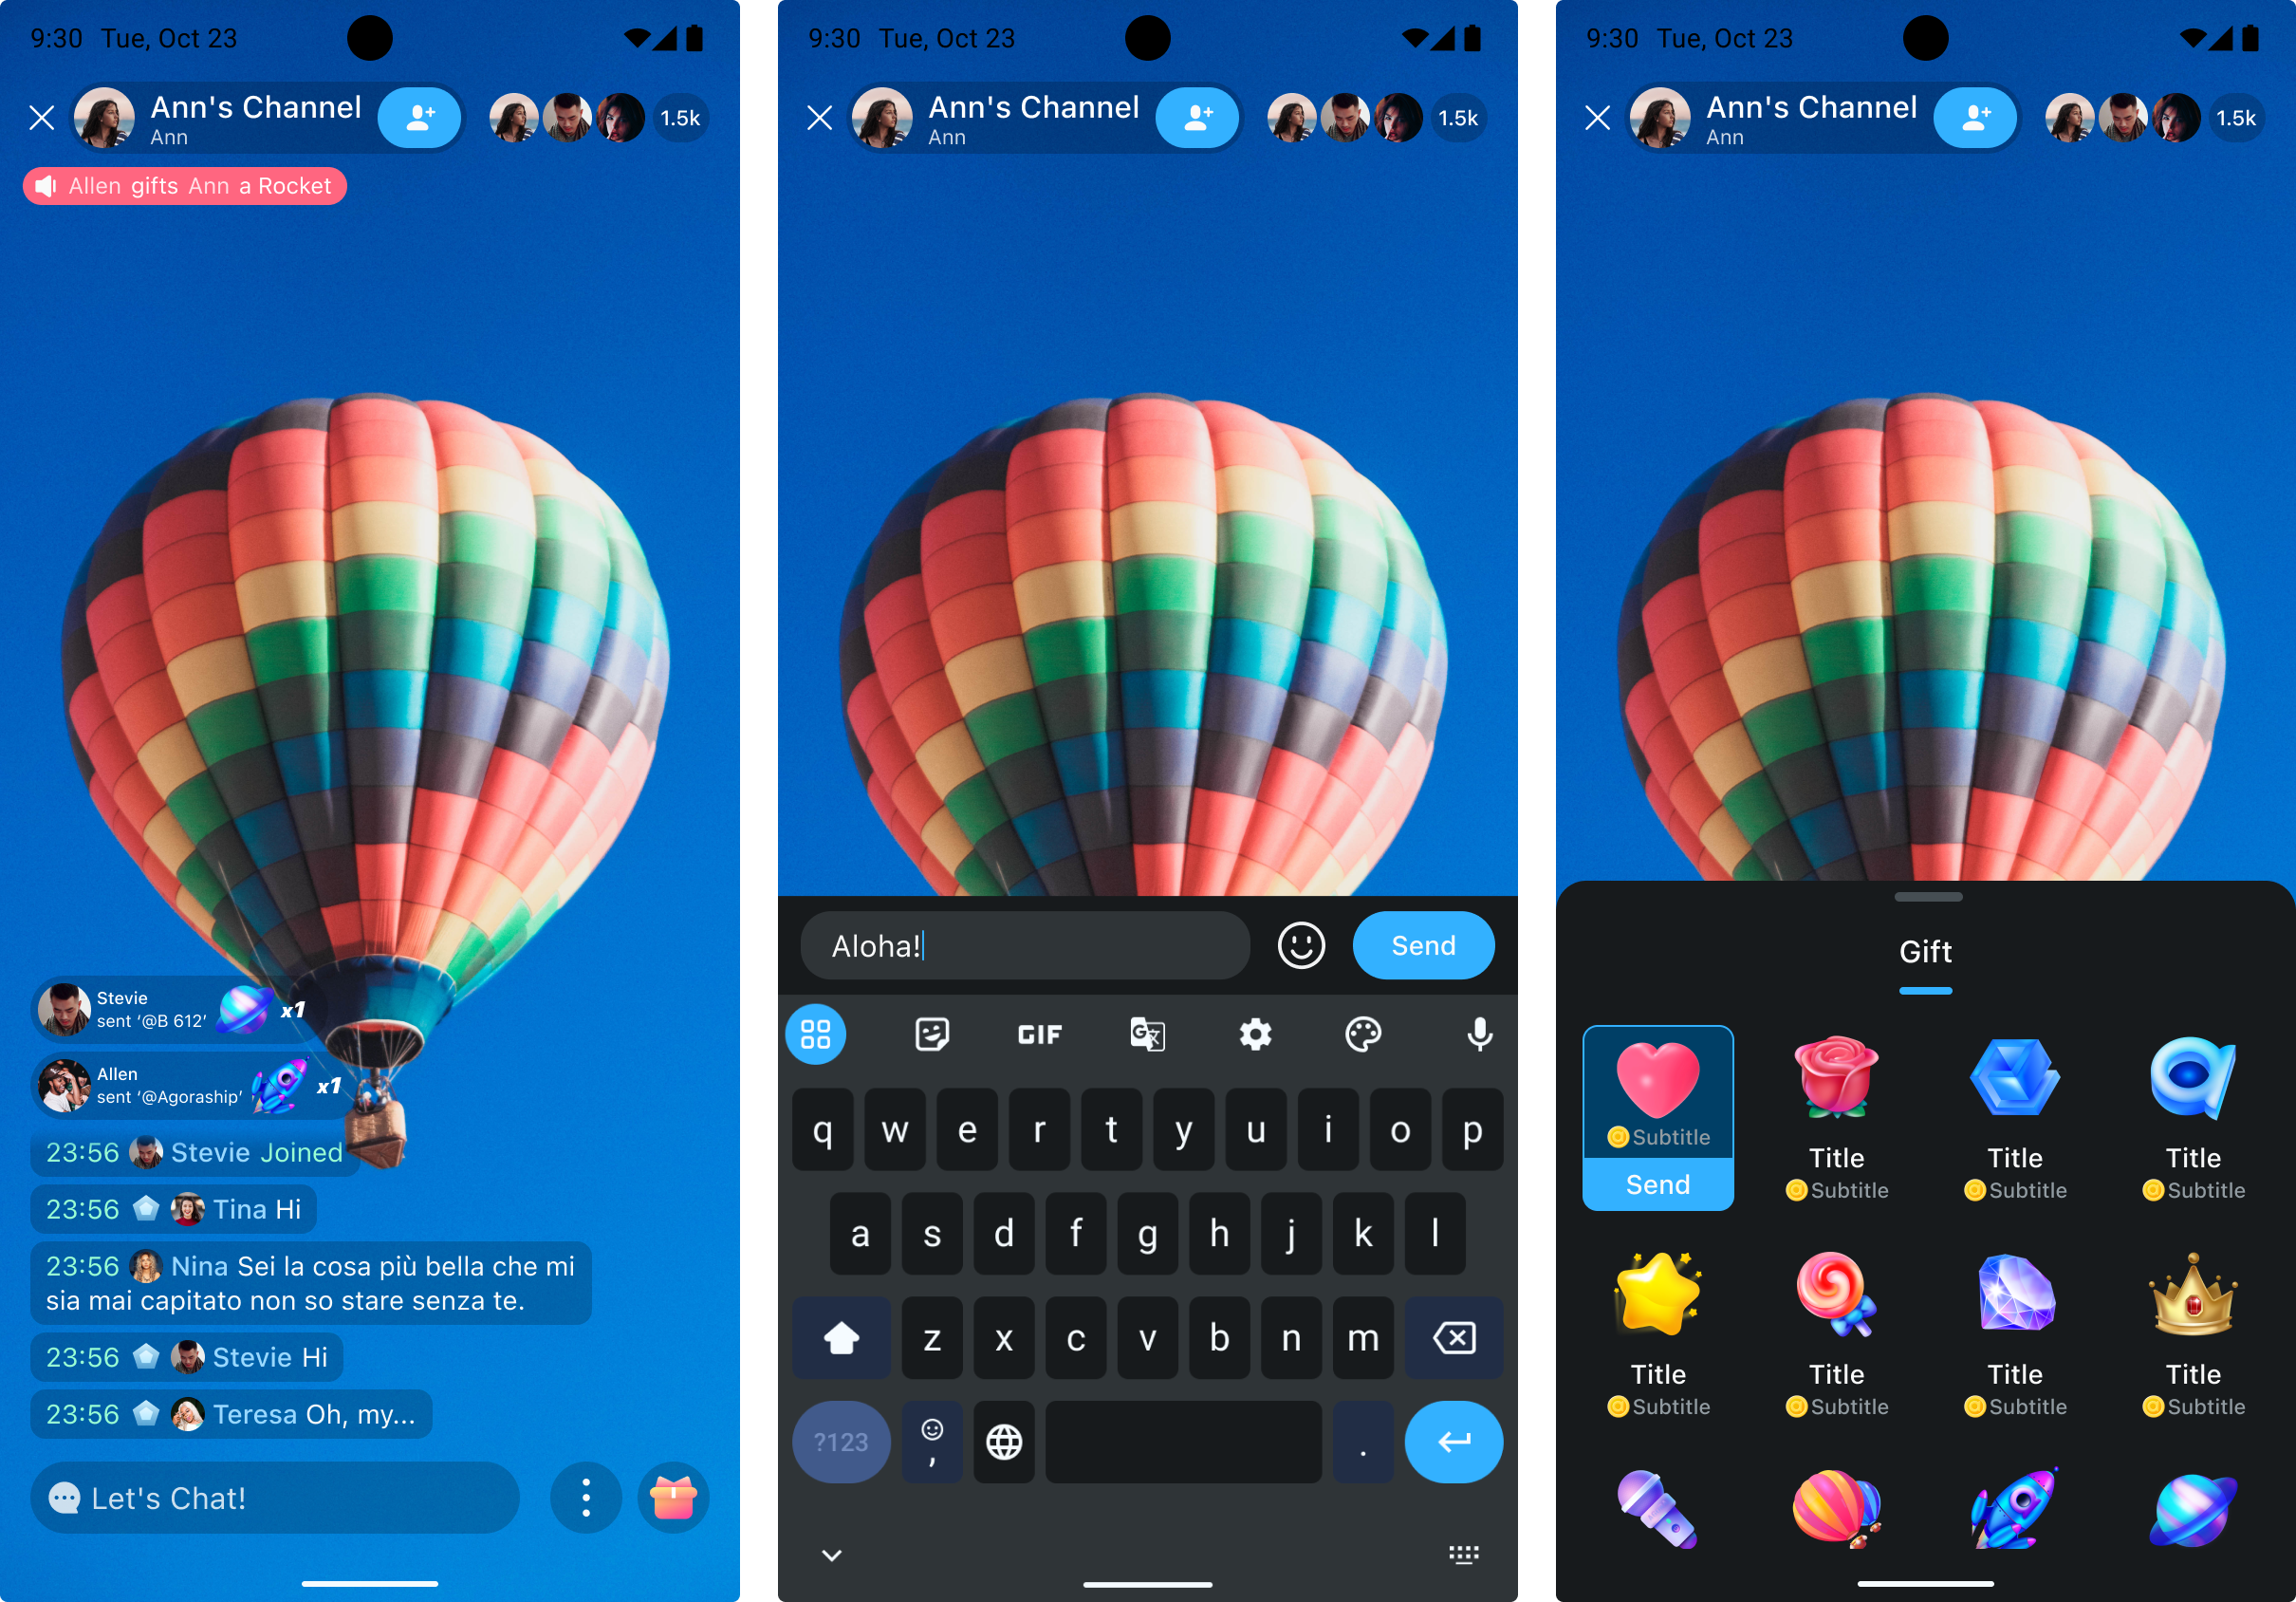 9:30 Tue, Oct 23
Ann's Channel
Ann
1.5k
Allen gifts Ann a Rocket
Stevie
sent ‘@B 612’
x1
Allen
sent ‘@Agoraship’
x1
23:56 Stevie Joined
23:56 Tina Hi
23:56 Nina Sei la cosa più bella che mi
sia mai capitato non so stare senza te.
23:56 Stevie Hi
23:56 Teresa Oh, my...
Let's Chat!
9:30 Tue, Oct 23
Ann's Channel
Ann
1.5k
Aloha!
Send
GIF
q w e r t y u i o p
a s d f g h j k l
z x c v b n m
?123 , .
9:30 Tue, Oct 23
Ann's Channel
Ann
1.5k
Gift
Subtitle
Send
Title Title Title
Subtitle Subtitle Subtitle
Title Title Title Title
Subtitle Subtitle Subtitle Subtitle